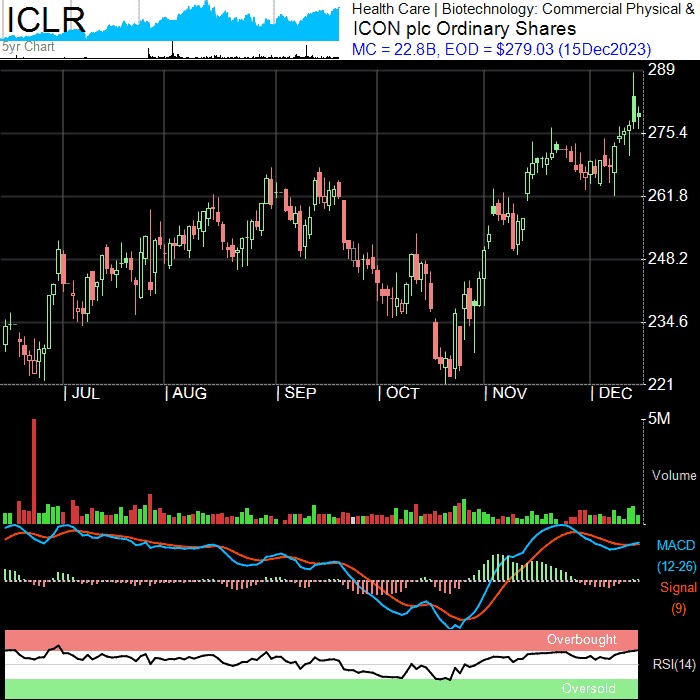 ICLR
5yr Chart
Health Care | Biotechnology: Commercial Physical &
ICON plc Ordinary Shares
MC = 22.8B, EOD = $279.03 (15Dec2023)
289
275.4
261.8
248.2
234.6
221
| JUL | AUG | SEP | OCT | NOV | DEC
5M
Volume
MACD
(12-26)
Signal
(9)
Overbought
RSI(14)
Oversold